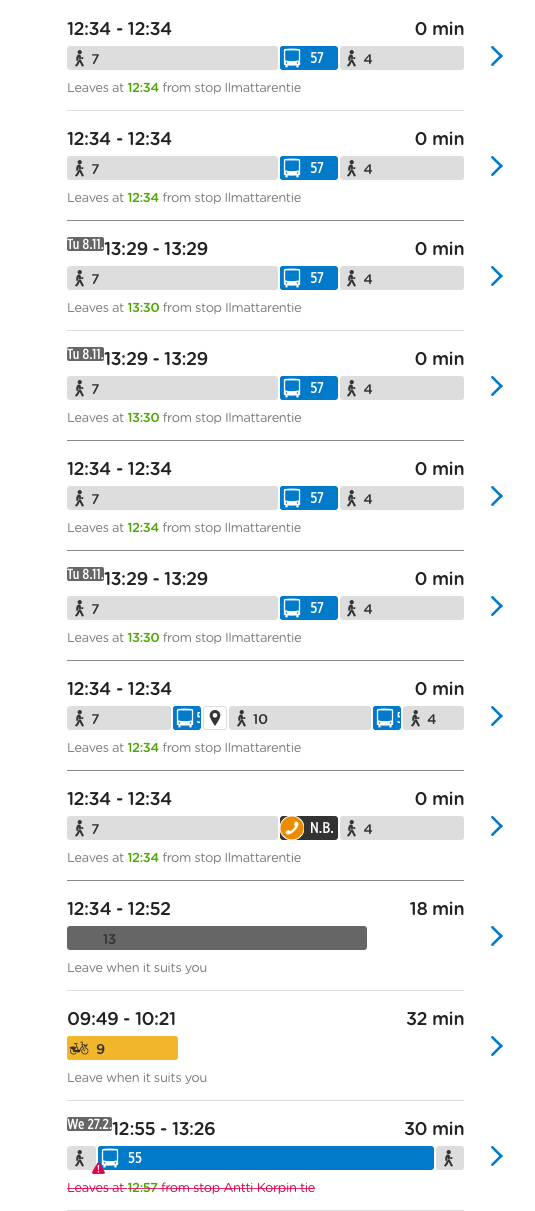 12:34 - 12:34 0 min
7 57 4
Leaves at 12:34 from stop Ilmattarentie
12:34 - 12:34 0 min
7 57 4
Leaves at 12:34 from stop Ilmattarentie
Tu 8.11. 13:29 - 13:29 0 min
7 57 4
Leaves at 13:30 from stop Ilmattarentie
Tu 8.11. 13:29 - 13:29 0 min
7 57 4
Leaves at 13:30 from stop Ilmattarentie
12:34 - 12:34 0 min
7 57 4
Leaves at 12:34 from stop Ilmattarentie
Tu 8.11. 13:29 - 13:29 0 min
7 57 4
Leaves at 13:30 from stop Ilmattarentie
12:34 - 12:34 0 min
7 10 4
Leaves at 12:34 from stop Ilmattarentie
12:34 - 12:34 0 min
7 N.B. 4
Leaves at 12:34 from stop Ilmattarentie
12:34 - 12:52 18 min
13
Leave when it suits you
09:49 - 10:21 32 min
9
Leave when it suits you
We 27.2. 12:55 - 13:26 30 min
55
Leaves at 12:57 from stop Antti Korpin tie